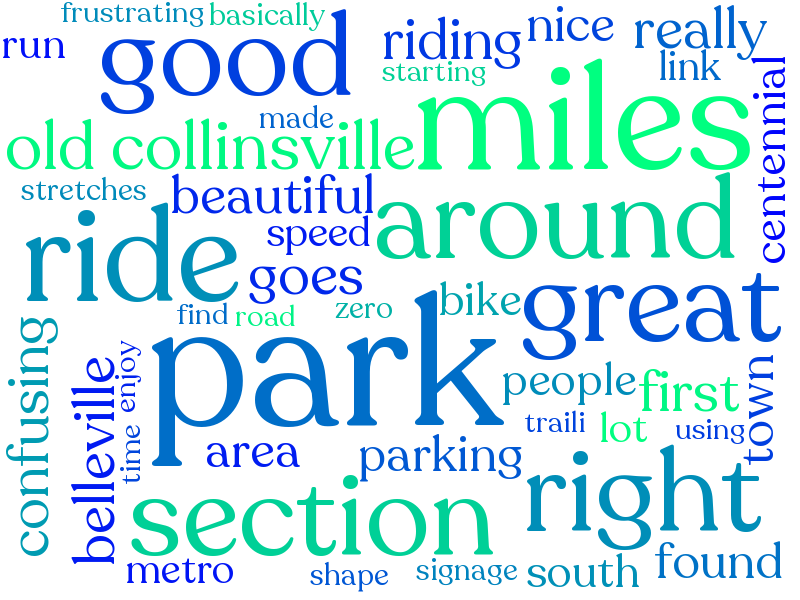 frustrating
basically
run
good
riding
nice
really
link
starting
made
centennial
old collinsville
miles
stretches
beautiful
around
ride
speed
goes
find
road
zero
bike
great
park
confusing
belleville
time
enjoy
people
first
town
traili
lot
using
area
parking
section
right
metro
shape
signage
south
found